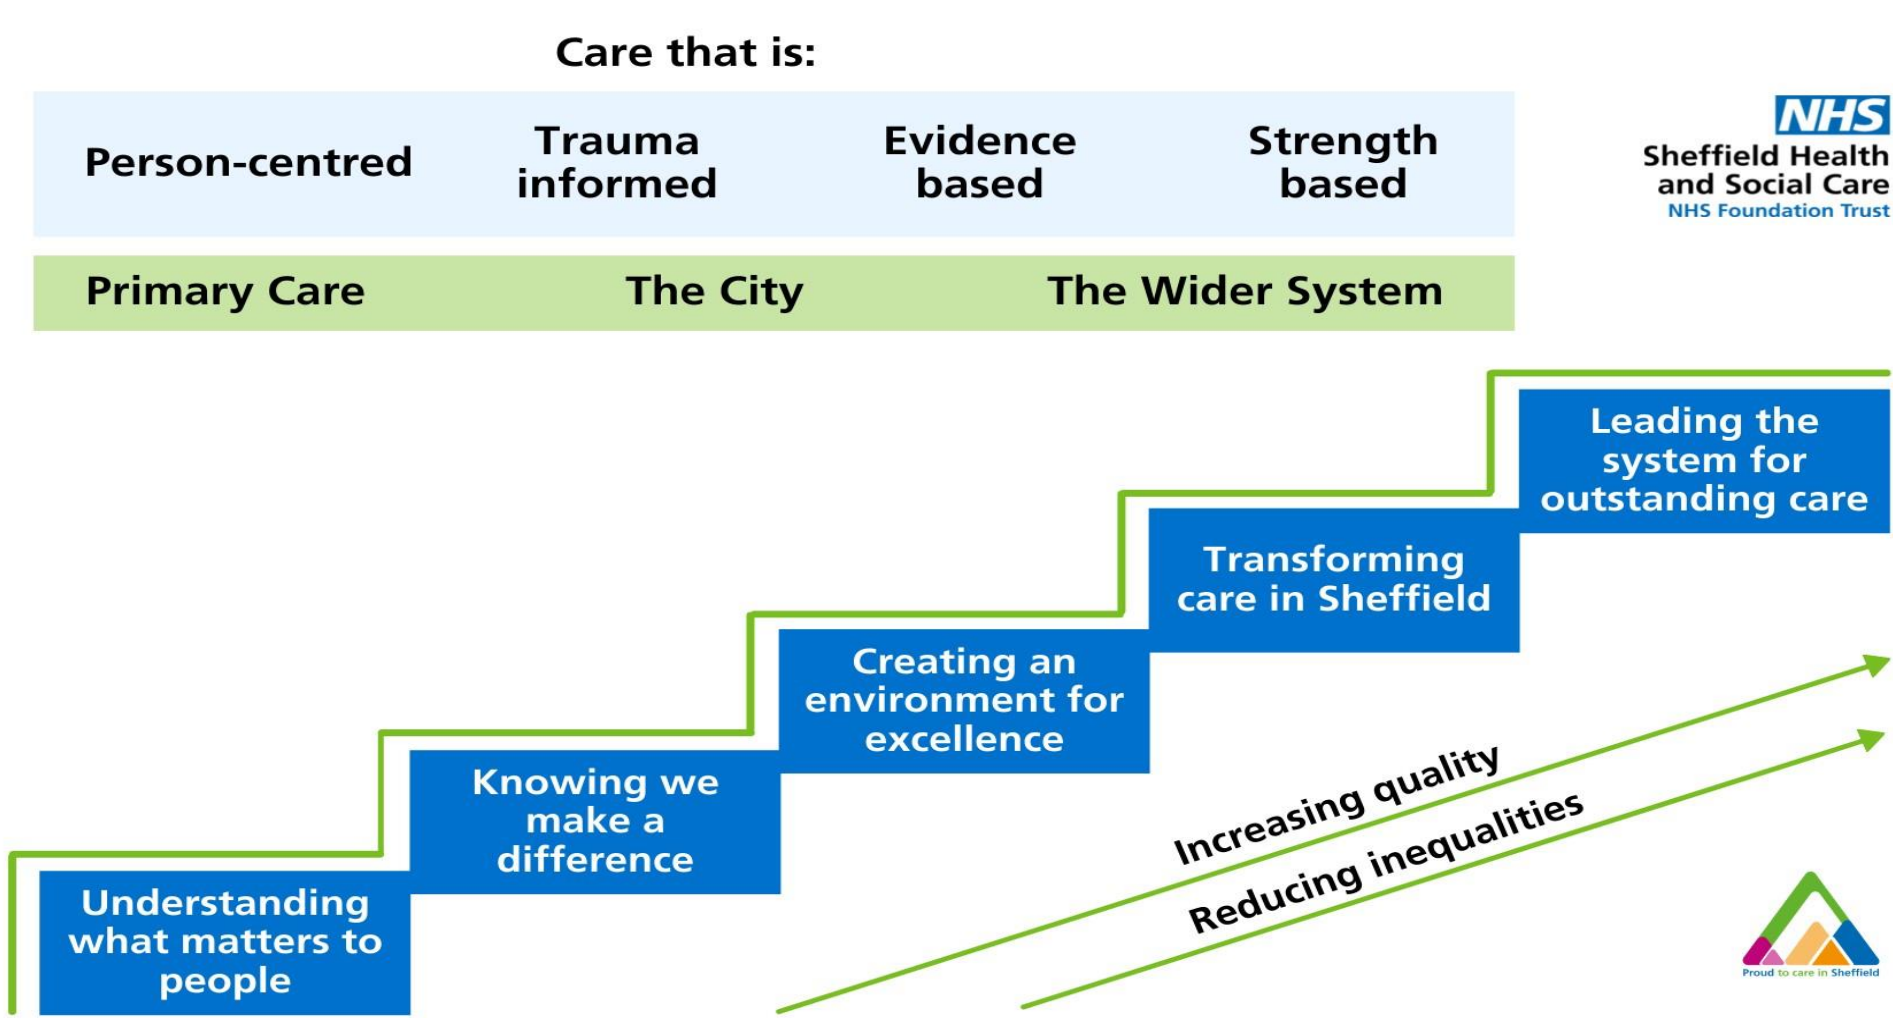 Care that is:
Person-centred
Trauma
informed
Evidence
based
Strength
based
NHS
Sheffield Health
and Social Care
NHS Foundation Trust
Primary Care
The City
The Wider System
Leading the
system for
outstanding care
Transforming
care in Sheffield
Creating an
environment for
excellence
Knowing we
make a
difference
Understanding
what matters to
people
Increasing quality
Reducing inequalities
Proud to care in Sheffield